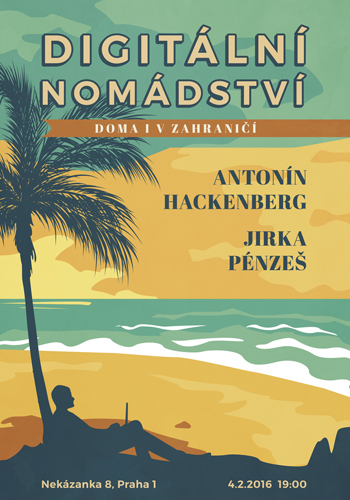 DIGITÁLNÍ
NOMÁDSTVÍ
DOMA I V ZAHRANIČÍ
ANTONÍN
HACKENBERG
JIRKA
PÉNZEŠ
Nekázanka 8, Praha 1
4.2.2016 19:00